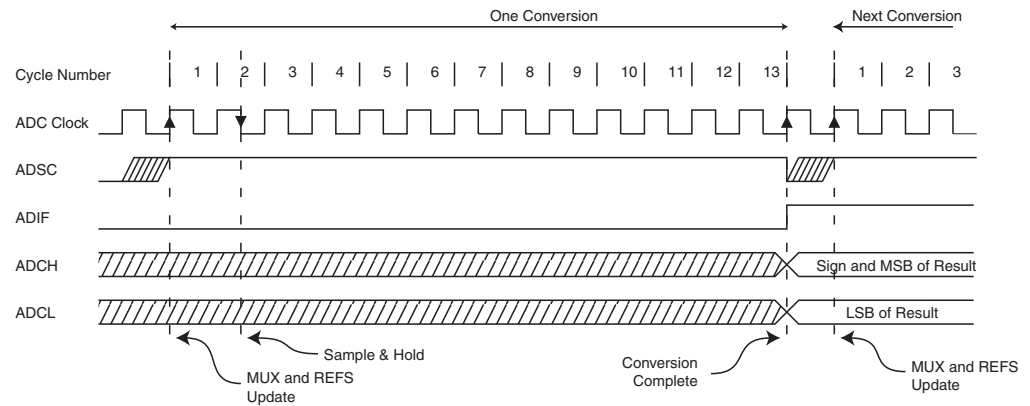 One Conversion Next Conversion
Cycle Number 1 2 3 4 5 6 7 8 9 10 11 12 13 1 2 3
ADC Clock
ADSC
ADIF
ADCH Sign and MSB of Result
ADCL LSB of Result
Sample & Hold
MUX and REFS
Update
Conversion
Complete
MUX and REFS
Update